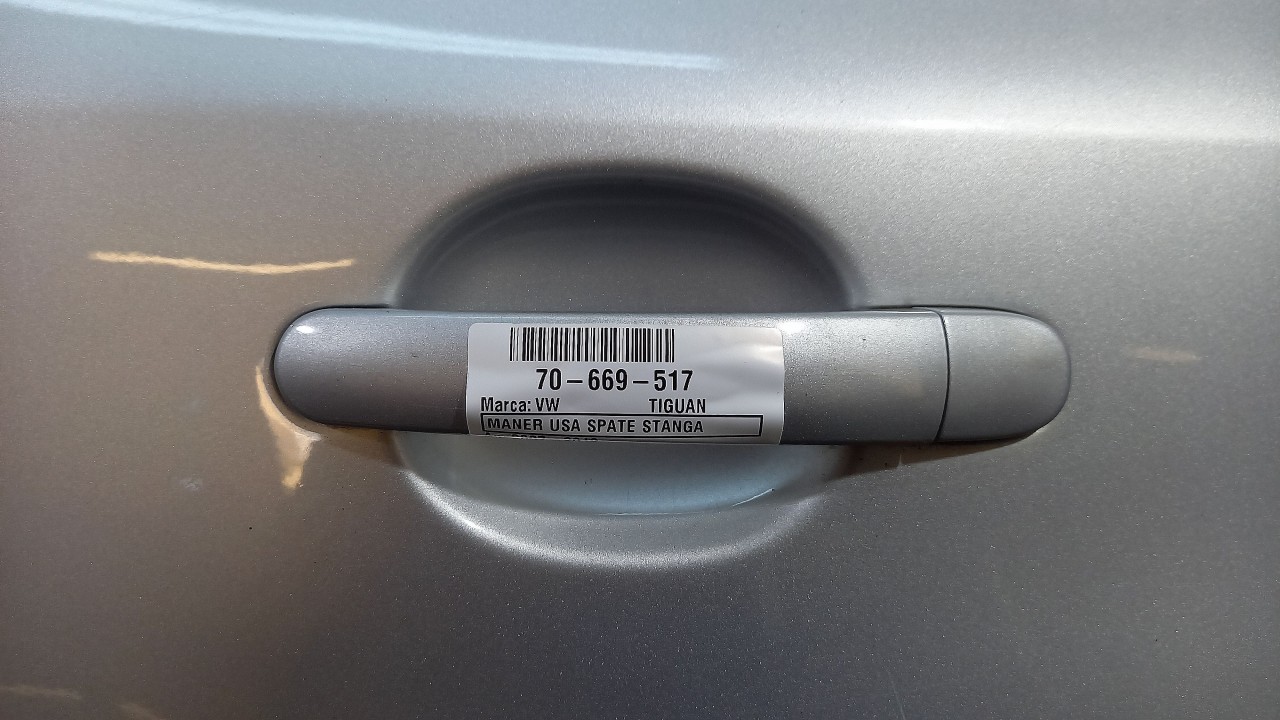 70-669-517
Marca: VW TIGUAN
MANER USA SPATE STANGA